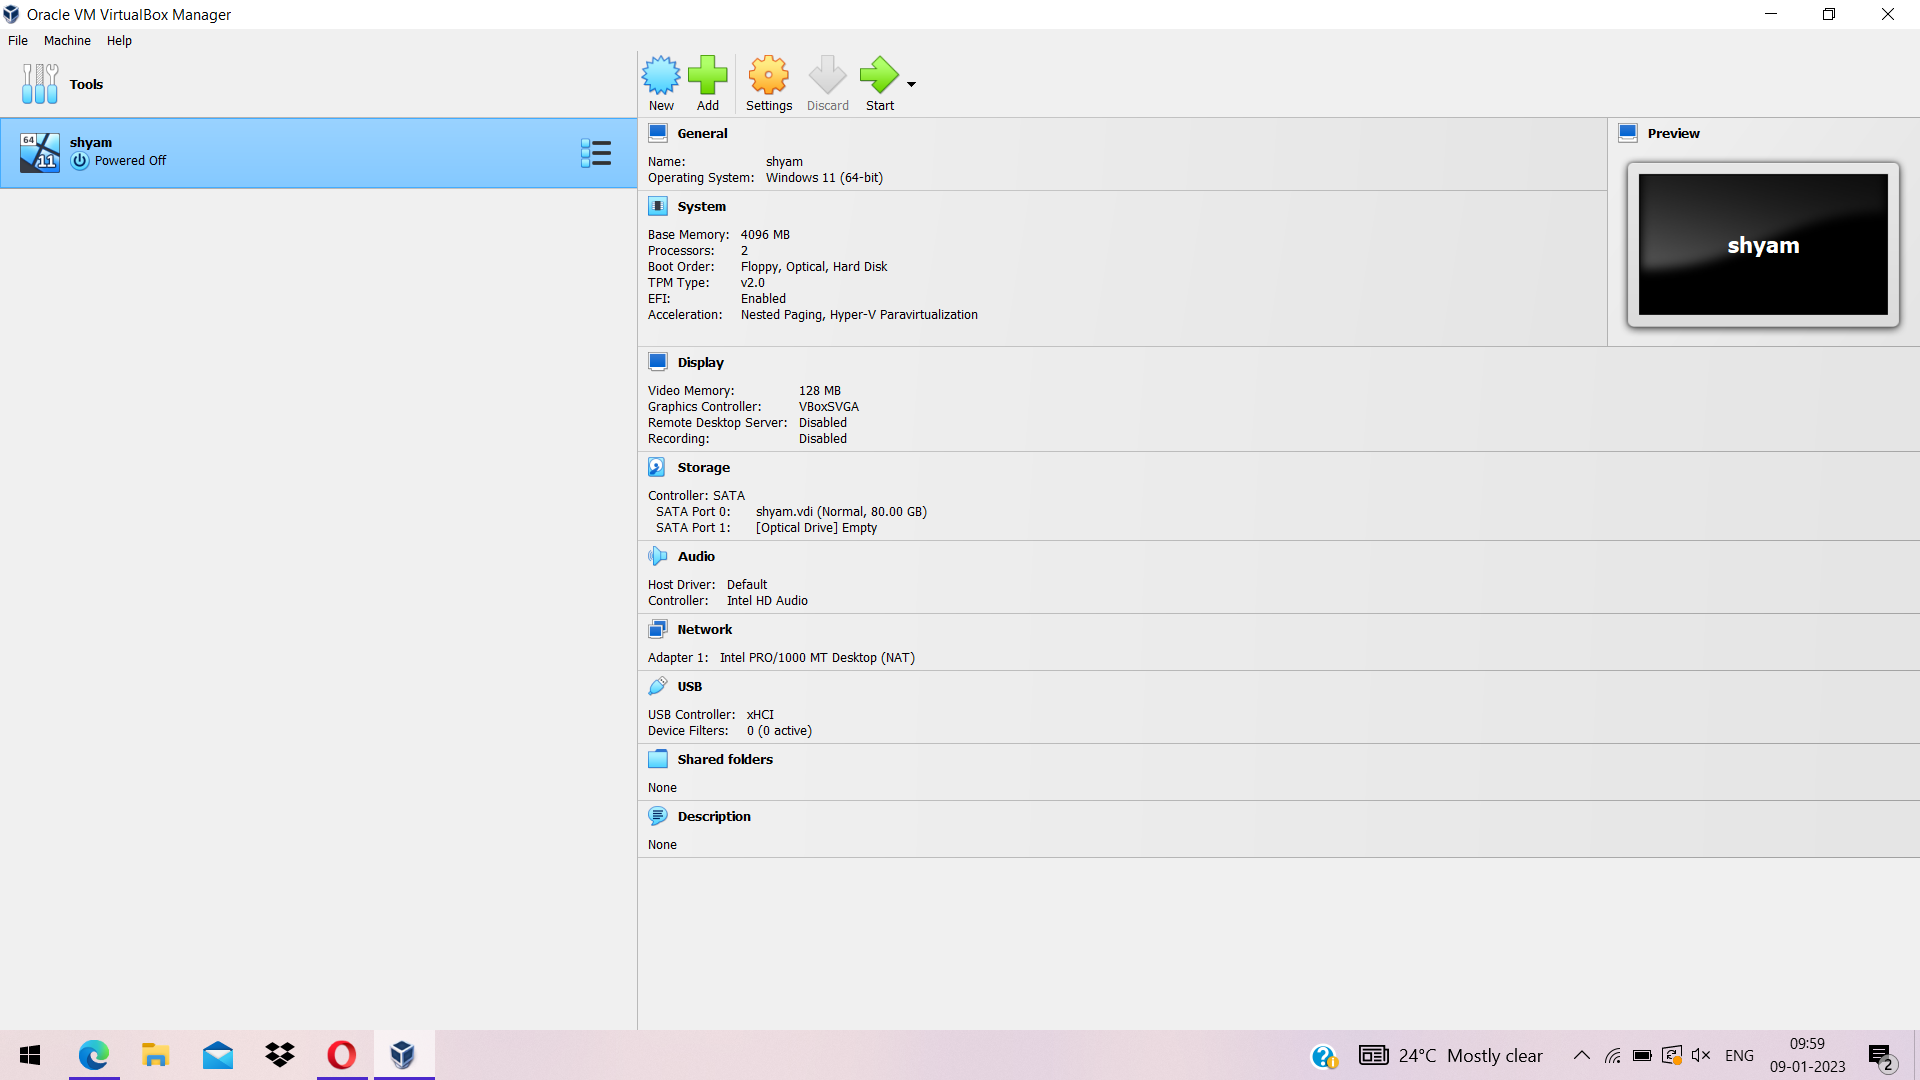 Oracle VM VirtualBox Manager
File Machine Help
Tools
New Add Settings Discard Start
64
11
shyam
Powered Off
General
Name: shyam
Operating System: Windows 11 (64-bit)
Preview
shyam
System
Base Memory: 4096 MB
Processors: 2
Boot Order: Floppy, Optical, Hard Disk
TPM Type: v2.0
EFI: Enabled
Acceleration: Nested Paging, Hyper-V Paravirtualization
Display
Video Memory: 128 MB
Graphics Controller: VBoxSVGA
Remote Desktop Server: Disabled
Recording: Disabled
Storage
Controller: SATA
SATA Port 0: shyam.vdi (Normal, 80.00 GB)
SATA Port 1: [Optical Drive] Empty
Audio
Host Driver: Default
Controller: Intel HD Audio
Network
Adapter 1: Intel PRO/1000 MT Desktop (NAT)
USB
USB Controller: xHCI
Device Filters: 0 (0 active)
Shared folders
None
Description
None
24°C Mostly clear
ENG
09:59
09-01-2023
2